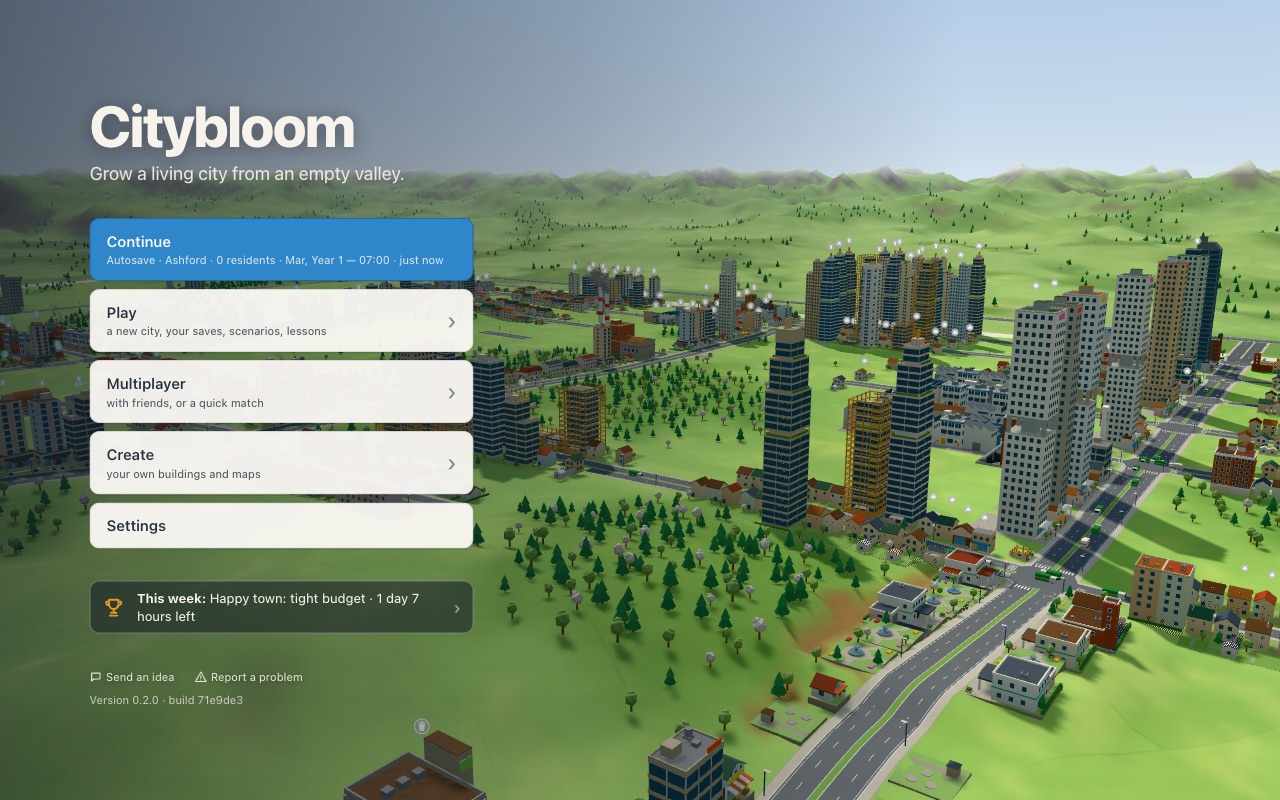 Citybloom
Grow a living city from an empty valley.
Continue
Autosave · Ashford · 0 residents · Mar, Year 1 — 07:00 · just now
Play
a new city, your saves, scenarios, lessons
Multiplayer
with friends, or a quick match
Create
your own buildings and maps
Settings
This week: Happy town: tight budget · 1 day 7
hours left
Send an idea
Report a problem
Version 0.2.0 · build 71e9de3